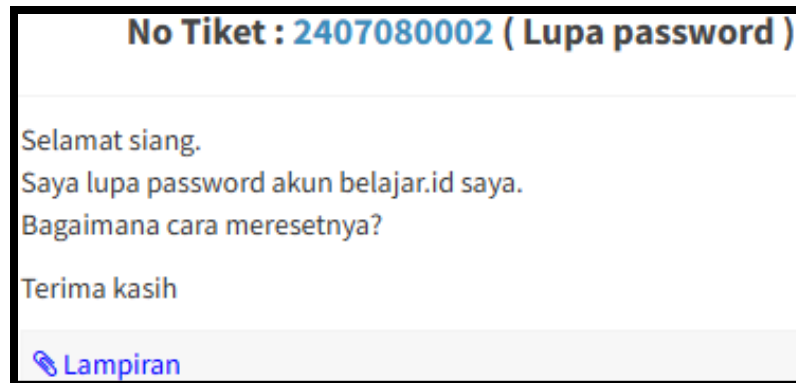 No Tiket : 2407080002 ( Lupa password )
Selamat siang.
Saya lupa password akun belajar.id saya.
Bagaimana cara meresetnya?
Terima kasih
Lampiran